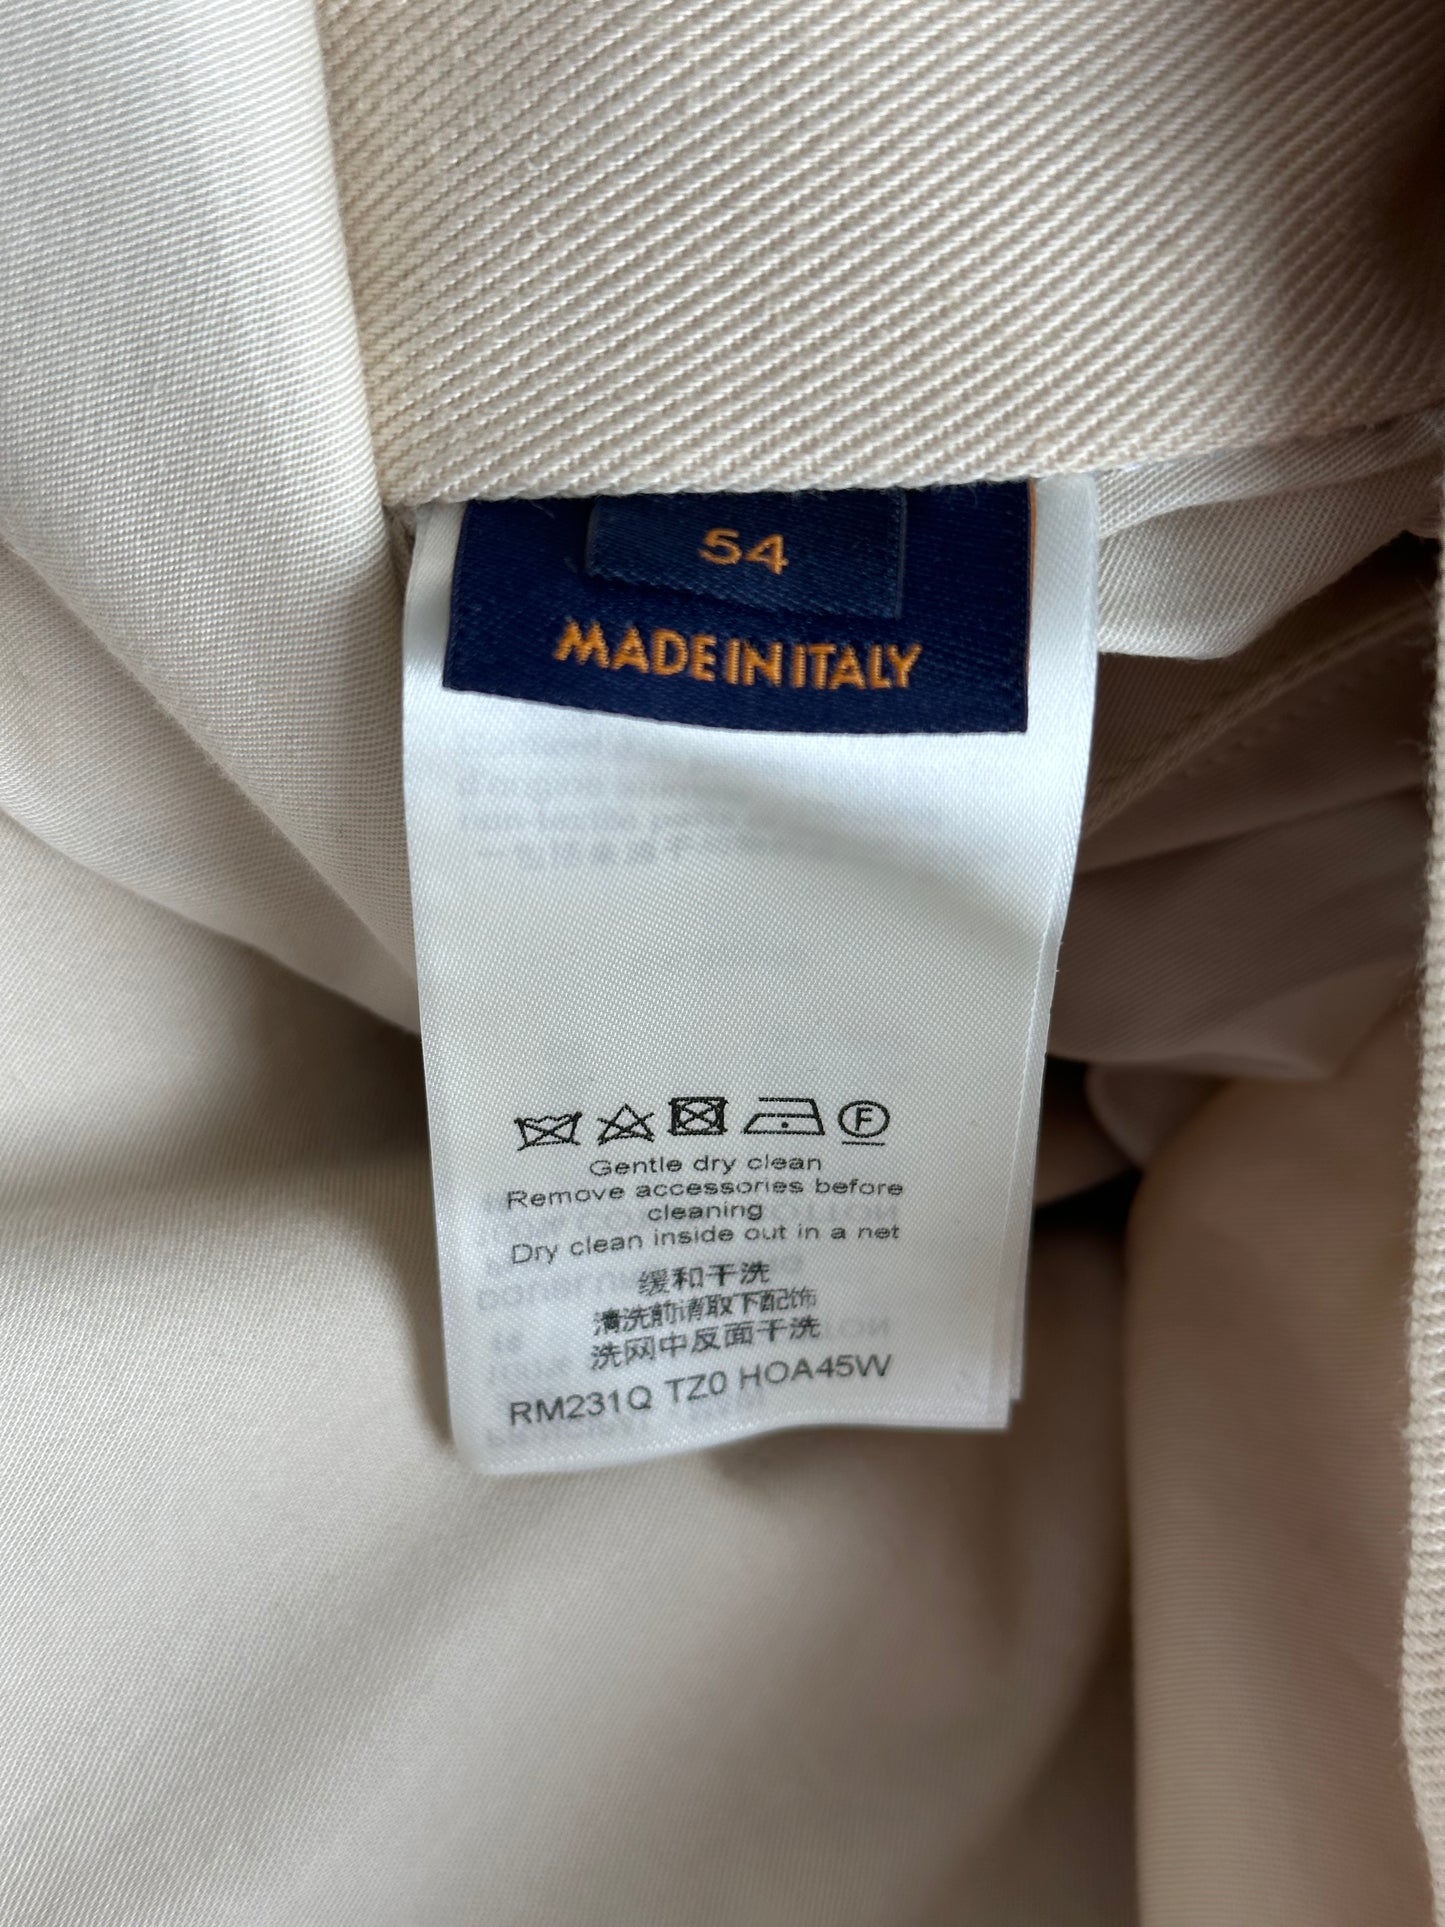 54
MADE IN ITALY
F
Gentle dry clean
Remove accessories before
cleaning
Dry clean inside out in a net
缓和干洗
清洗前请取下配饰
洗网中反面干洗
RM231Q TZ0 HOA45W